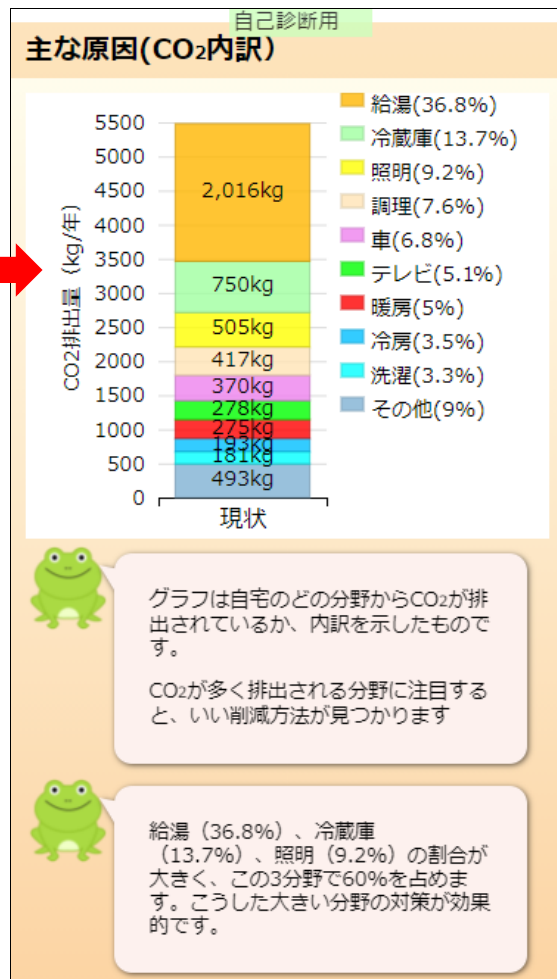 自己診断用
主な原因(CO₂内訳)
CO2排出量 (kg/年)
5500
5000
4500
4000
3500
3000
2500
2000
1500
1000
500
0
2,016kg
750kg
505kg
417kg
370kg
278kg
275kg
193kg
181kg
493kg
現状
給湯(36.8%)
冷蔵庫(13.7%)
照明(9.2%)
調理(7.6%)
車(6.8%)
テレビ(5.1%)
暖房(5%)
冷房(3.5%)
洗濯(3.3%)
その他(9%)
グラフは自宅のどの分野からCO₂が排
出されているか、内訳を示したもので
す。
CO₂が多く排出される分野に注目する
と、いい削減方法が見つかります
給湯（36.8%）、冷蔵庫
（13.7%）、照明（9.2%）の割合が
大きく、この3分野で60%を占めま
す。こうした大きい分野の対策が効果
的です。